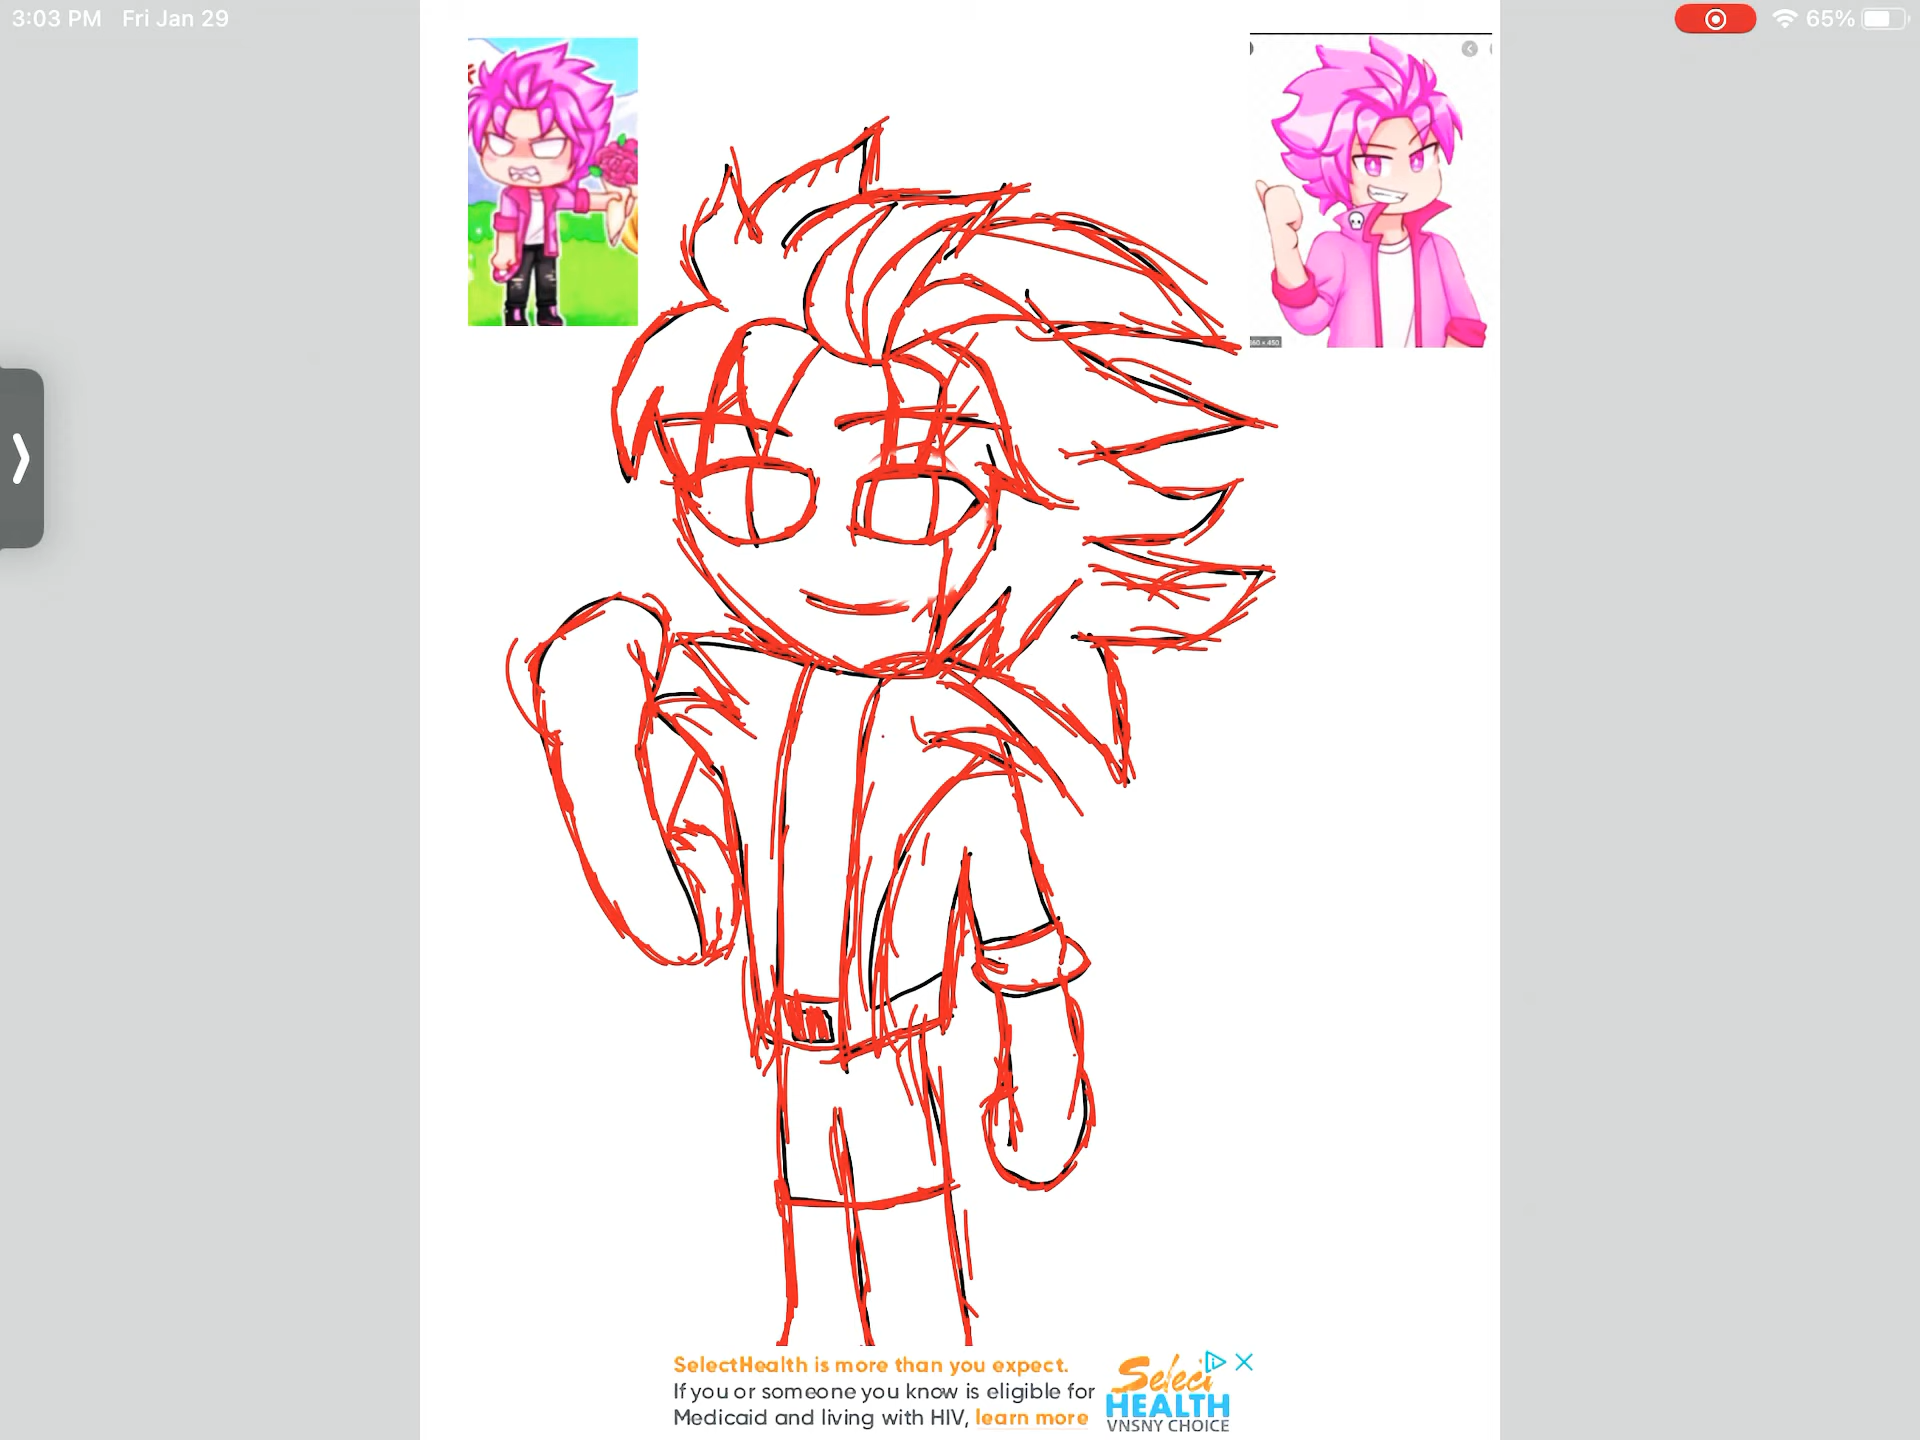 3:03 PM Fri Jan 29
65%
SelectHealth is more than you expect.
If you or someone you know is eligible for
Medicaid and living with HIV, learn more
Select
HEALTH
VNSNY CHOICE